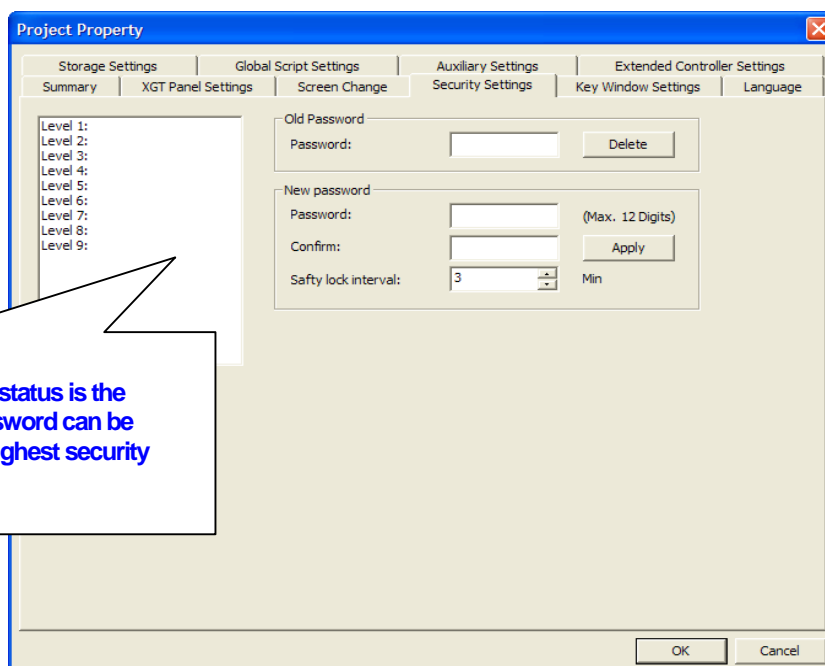 Project Property
Storage Settings Global Script Settings Auxiliary Settings Extended Controller Settings
Summary XGT Panel Settings Screen Change Security Settings Key Window Settings Language
Level 1:
Level 2:
Level 3:
Level 4:
Level 5:
Level 6:
Level 7:
Level 8:
Level 9:
Old Password
Password: Delete
New password
Password: (Max. 12 Digits)
Confirm: Apply
Safty lock interval: 3 Min
status is the
password can be
highest security
OK Cancel